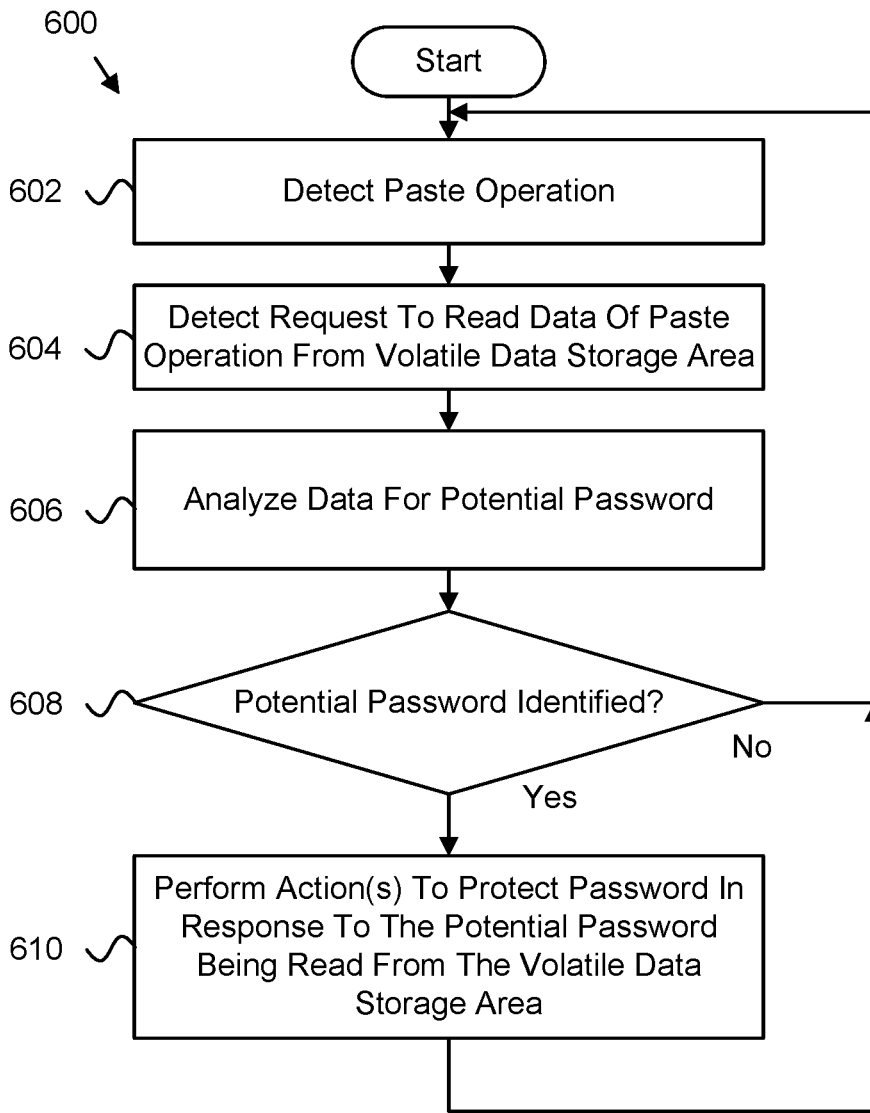 600
Start
602
Detect Paste Operation
604
Detect Request To Read Data Of Paste
Operation From Volatile Data Storage Area
606
Analyze Data For Potential Password
608
Potential Password Identified?
No
Yes
610
Perform Action(s) To Protect Password In
Response To The Potential Password
Being Read From The Volatile Data
Storage Area